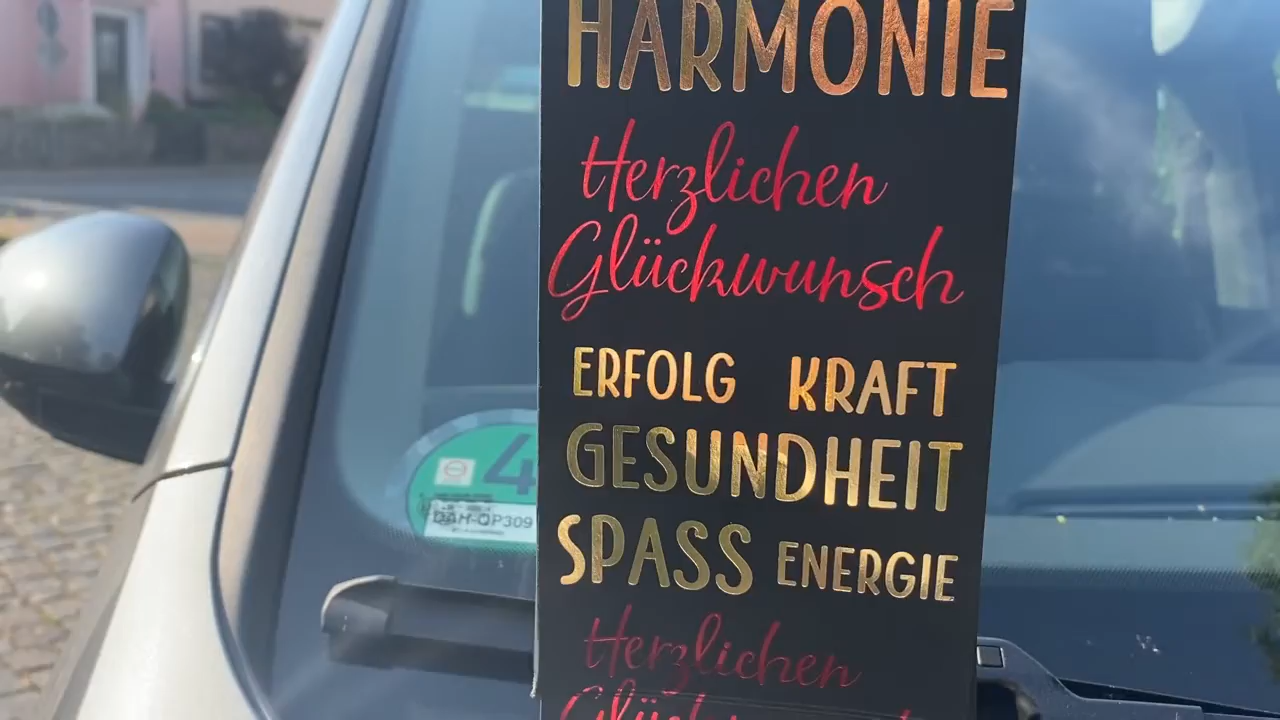 HARMONIE
Herzlichen
Glückwunsch
ERFOLG KRAFT
GESUNDHEIT
SPASS ENERGIE
Herzlichen
4
DAH-QP309